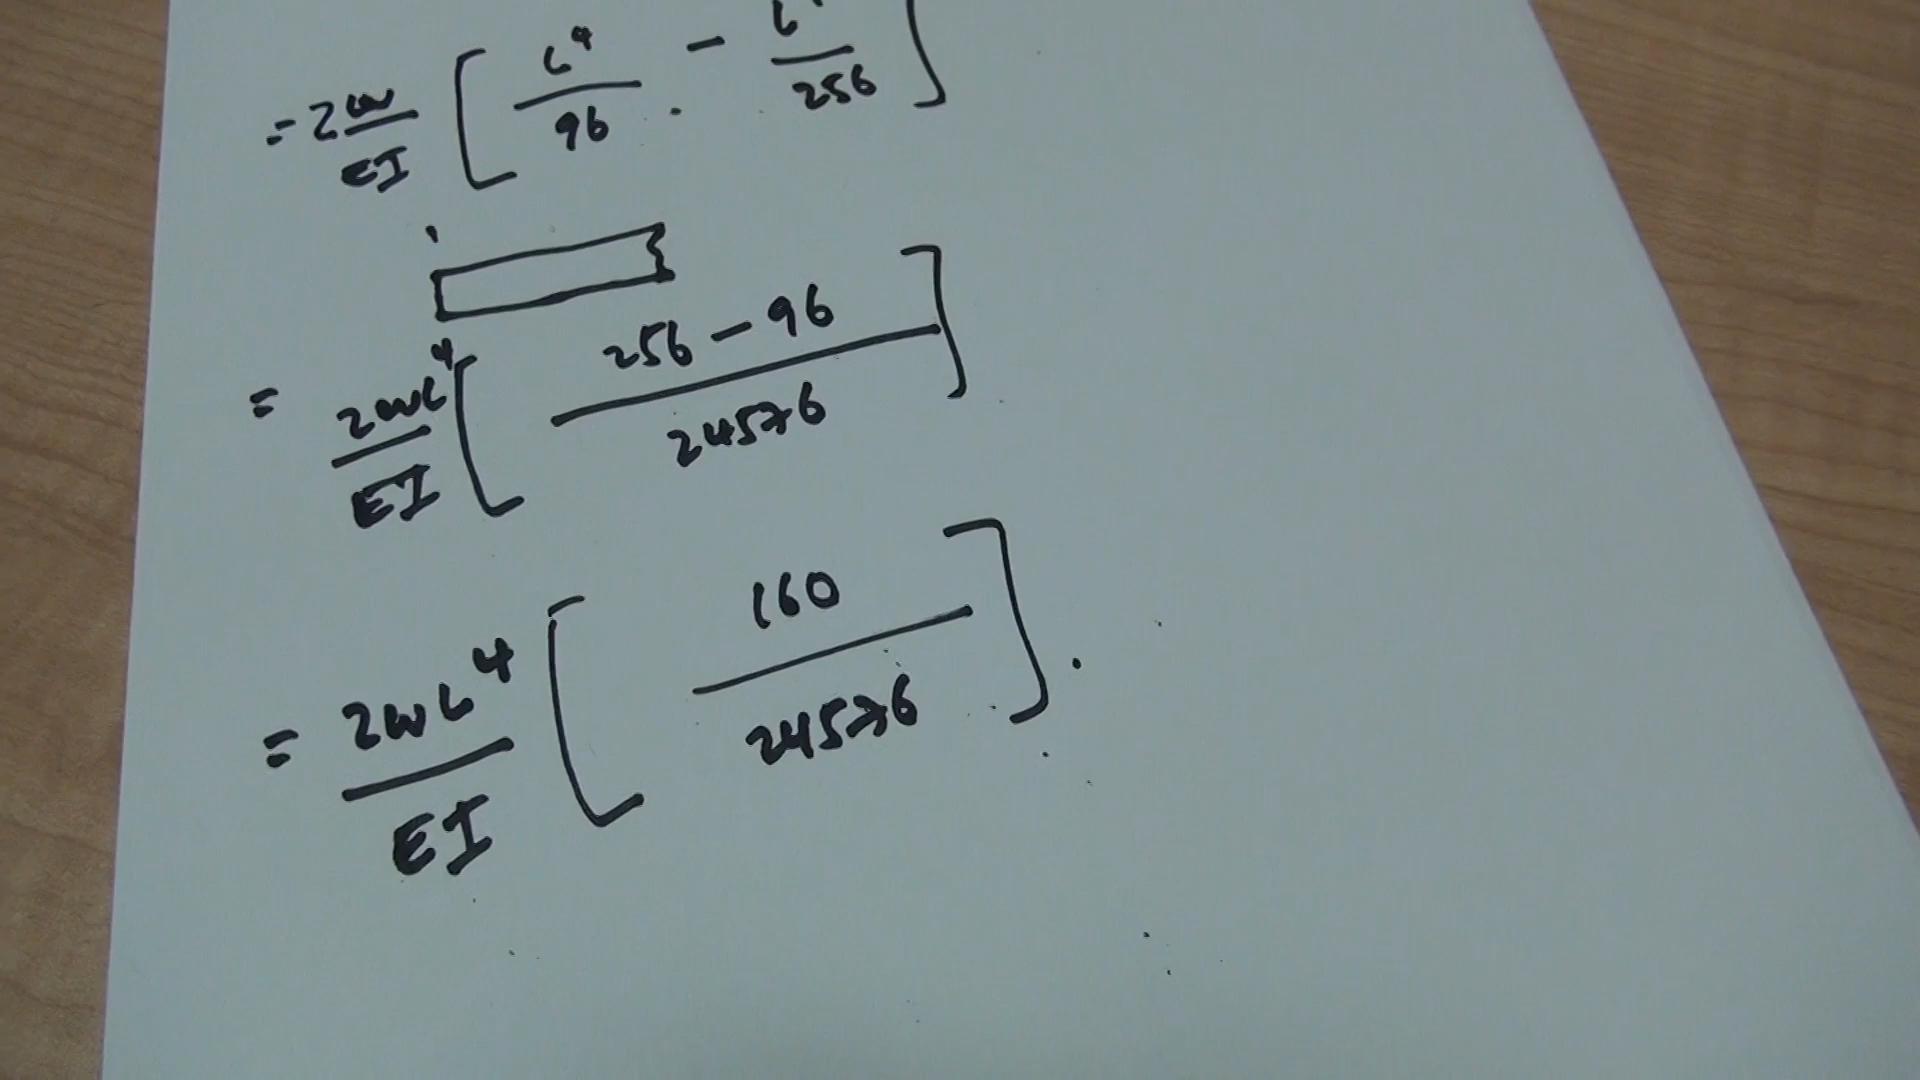 = 2w/EI [ L⁴/96 - L⁴/256 ]
= 2wL⁴/EI [ 256 - 96 / 24576 ]
= 2wL⁴/EI [ 160 / 24576 ].